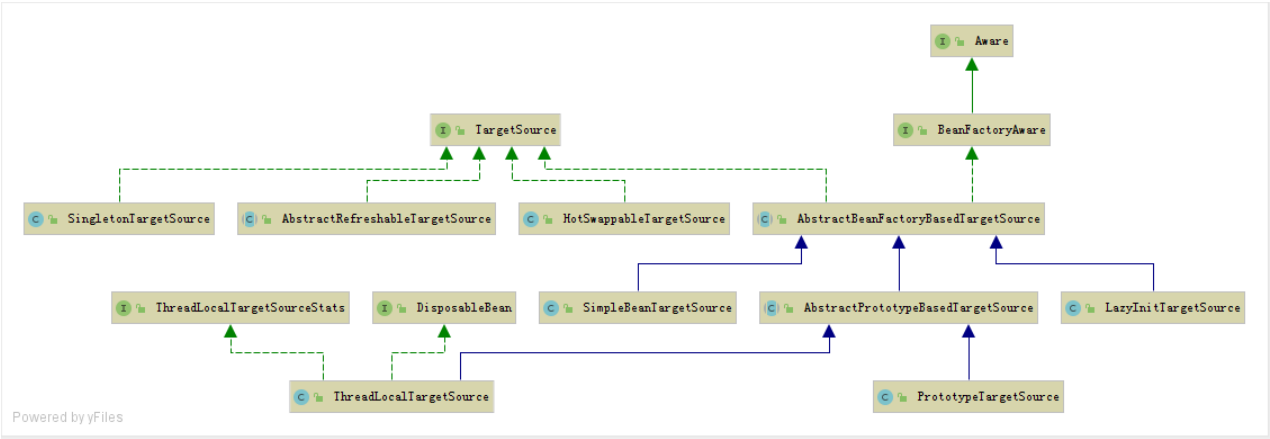 I Aware
I TargetSource
I BeanFactoryAware
C SingletonTargetSource
C AbstractRefreshableTargetSource
C HotSwappableTargetSource
C AbstractBeanFactoryBasedTargetSource
I ThreadLocalTargetSourceStats
I DisposableBean
C SimpleBeanTargetSource
C AbstractPrototypeBasedTargetSource
C LazyInitTargetSource
C ThreadLocalTargetSource
C PrototypeTargetSource
Powered by yFiles